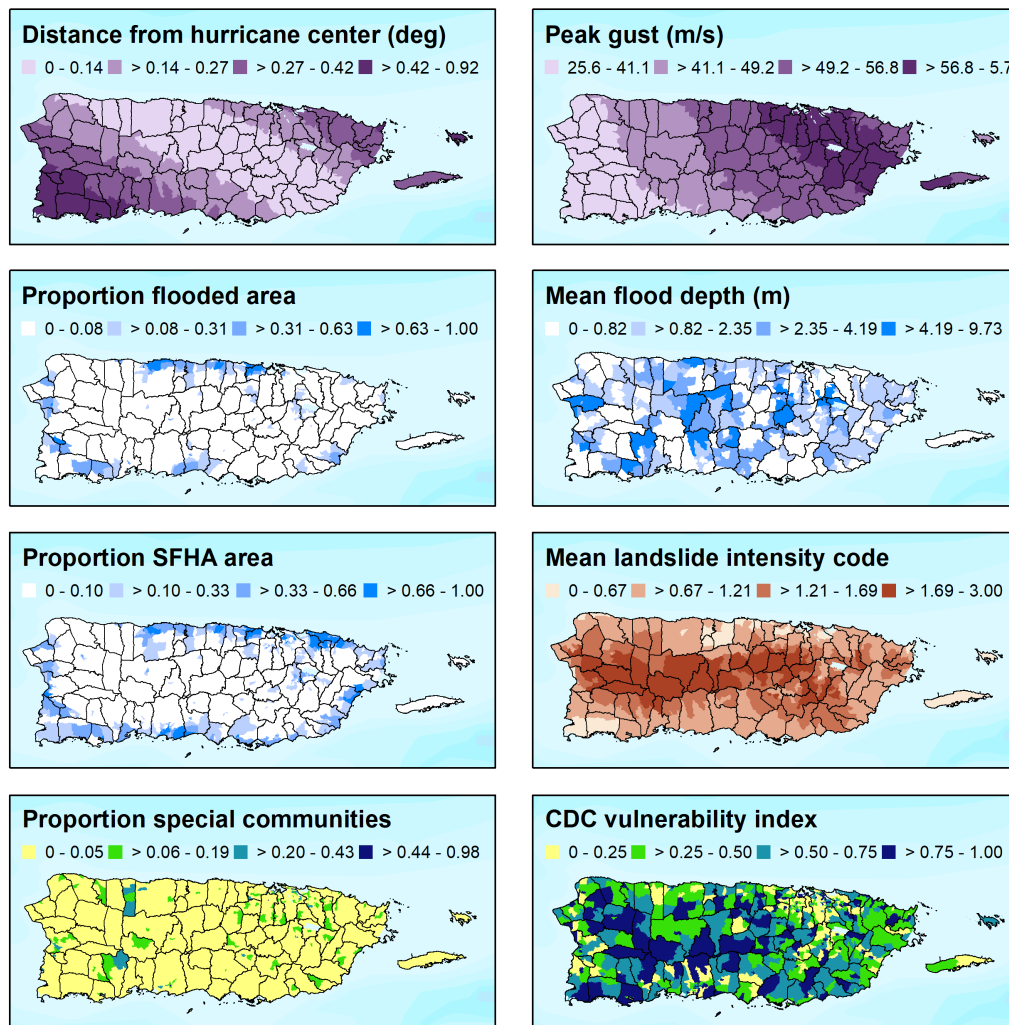 Distance from hurricane center (deg)
0 - 0.14 > 0.14 - 0.27 > 0.27 - 0.42 > 0.42 - 0.92
Peak gust (m/s)
25.6 - 41.1 > 41.1 - 49.2 > 49.2 - 56.8 > 56.8 - 5.7
Proportion flooded area
0 - 0.08 > 0.08 - 0.31 > 0.31 - 0.63 > 0.63 - 1.00
Mean flood depth (m)
0 - 0.82 > 0.82 - 2.35 > 2.35 - 4.19 > 4.19 - 9.73
Proportion SFHA area
0 - 0.10 > 0.10 - 0.33 > 0.33 - 0.66 > 0.66 - 1.00
Mean landslide intensity code
0 - 0.67 > 0.67 - 1.21 > 1.21 - 1.69 > 1.69 - 3.00
Proportion special communities
0 - 0.05 > 0.06 - 0.19 > 0.20 - 0.43 > 0.44 - 0.98
CDC vulnerability index
0 - 0.25 > 0.25 - 0.50 > 0.50 - 0.75 > 0.75 - 1.00